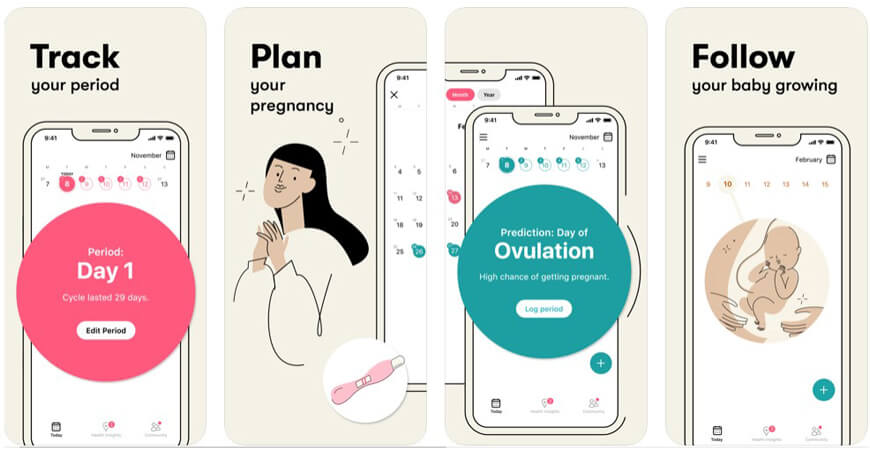 Track
your period
9:41
November
M T F S S
7 TODAY 8 9 10 11 12 13
Period:
Day 1
Cycle lasted 29 days.
Edit Period
Today
Health Insights
Community
Plan
your
pregnancy
9:41
4 5
11 12
18 19
25 26
9:41
Month Year
13
20
27
9:41
November
7 8 9 10 11 12 13
Prediction: Day of
Ovulation
High chance of getting pregnant.
Log period
Today
Health Insights
Community
Follow
your baby growing
9:41
February
9 10 11 12 13 14 15
Today
Health Insights
Community